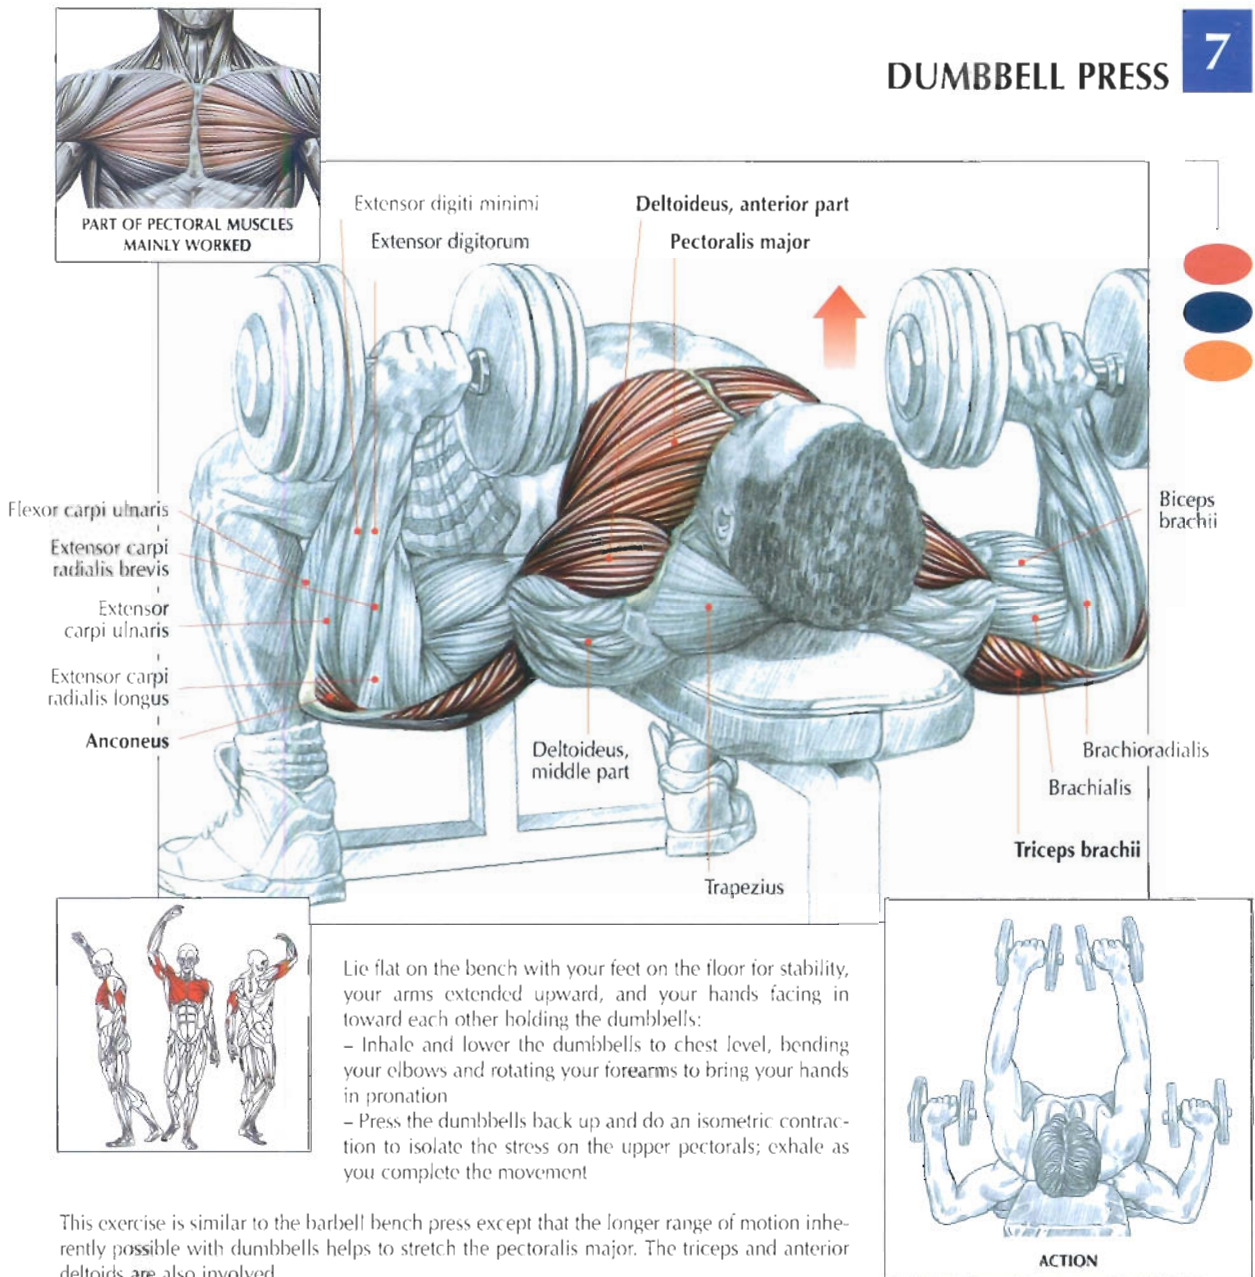 DUMBBELL PRESS
7
PART OF PECTORAL MUSCLES
MAINLY WORKED
Extensor digiti minimi
Extensor digitorum
Deltoideus, anterior part
Pectoralis major
Flexor carpi ulnaris
Extensor carpi
radialis brevis
Extensor
carpi ulnaris
Extensor carpi
radialis longus
Anconeus
Biceps
brachii
Deltoideus,
middle part
Brachioradialis
Brachialis
Triceps brachii
Trapezius
Lie flat on the bench with your feet on the floor for stability,
your arms extended upward, and your hands facing in
toward each other holding the dumbbells:
– Inhale and lower the dumbbells to chest level, bending
your elbows and rotating your forearms to bring your hands
in pronation
– Press the dumbbells back up and do an isometric contrac-
tion to isolate the stress on the upper pectorals; exhale as
you complete the movement
This exercise is similar to the barbell bench press except that the longer range of motion inhe-
rently possible with dumbbells helps to stretch the pectoralis major. The triceps and anterior
deltoids are also involved
ACTION